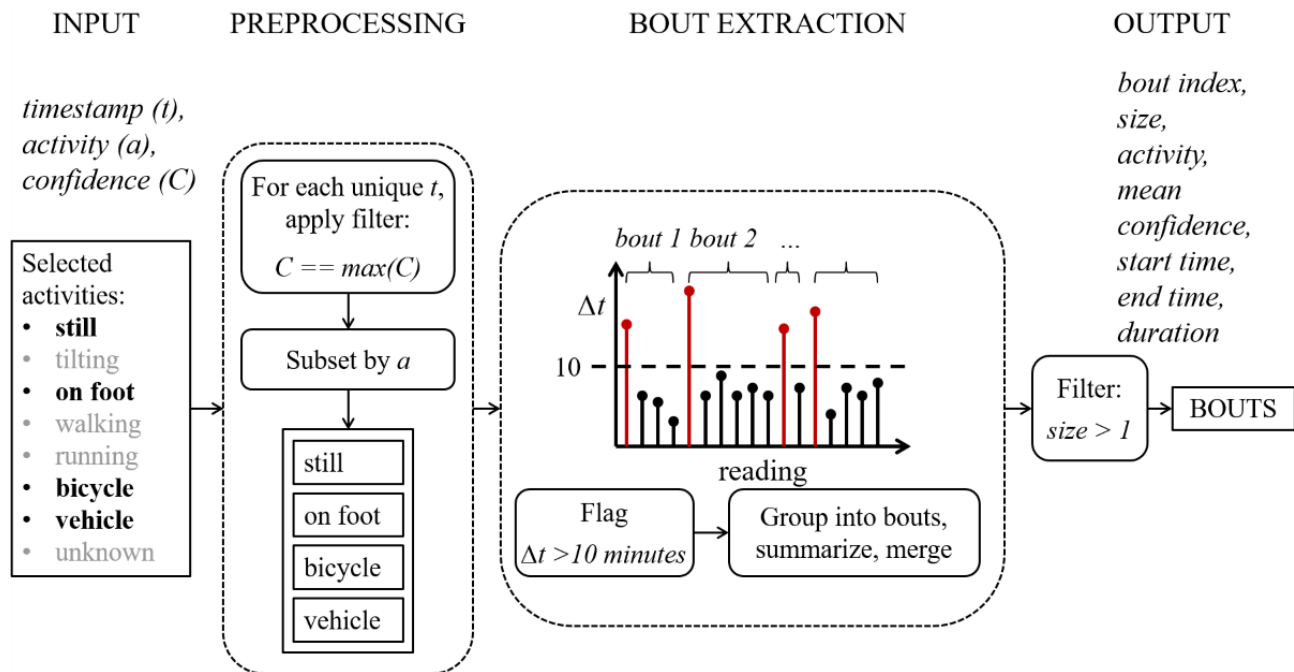 INPUT
PREPROCESSING
BOUT EXTRACTION
OUTPUT
timestamp (t),
activity (a),
confidence (C)
Selected
activities:
• still
• tilting
• on foot
• walking
• running
• bicycle
• vehicle
• unknown
For each unique t,
apply filter:
C == max(C)
Subset by a
still
on foot
bicycle
vehicle
bout 1 bout 2 ...
Δt
10
reading
Flag
Δt >10 minutes
Group into bouts,
summarize, merge
bout index,
size,
activity,
mean
confidence,
start time,
end time,
duration
Filter:
size > 1
BOUTS